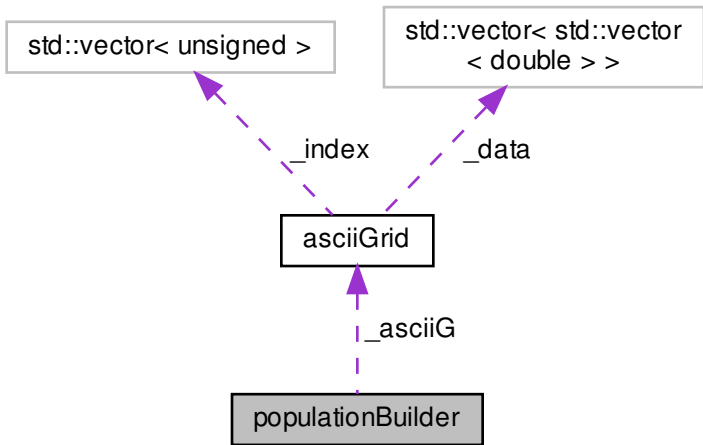 std::vector< unsigned >
std::vector< std::vector
< double > >
_index
_data
asciiGrid
_asciiG
populationBuilder